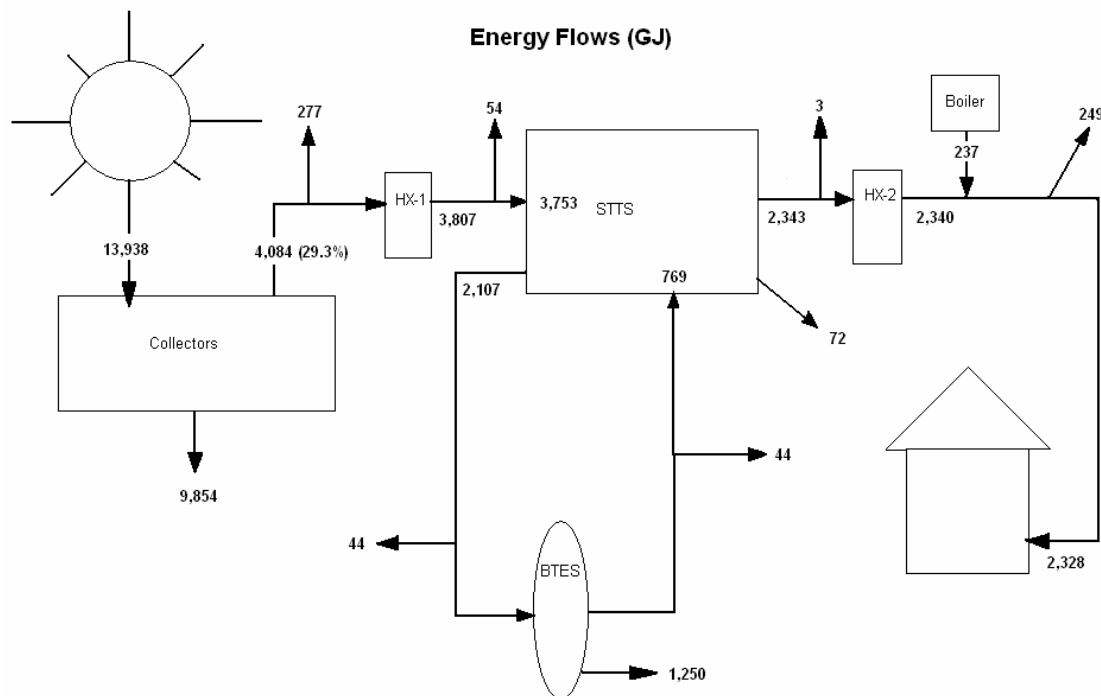 Energy Flows (GJ)
277
54
3
Boiler
249
237
HX-1
3,807
3,753
STTS
2,343
HX-2
2,340
13,938
4,084 (29.3%)
2,107
769
72
Collectors
9,854
44
44
BTES
1,250
2,328